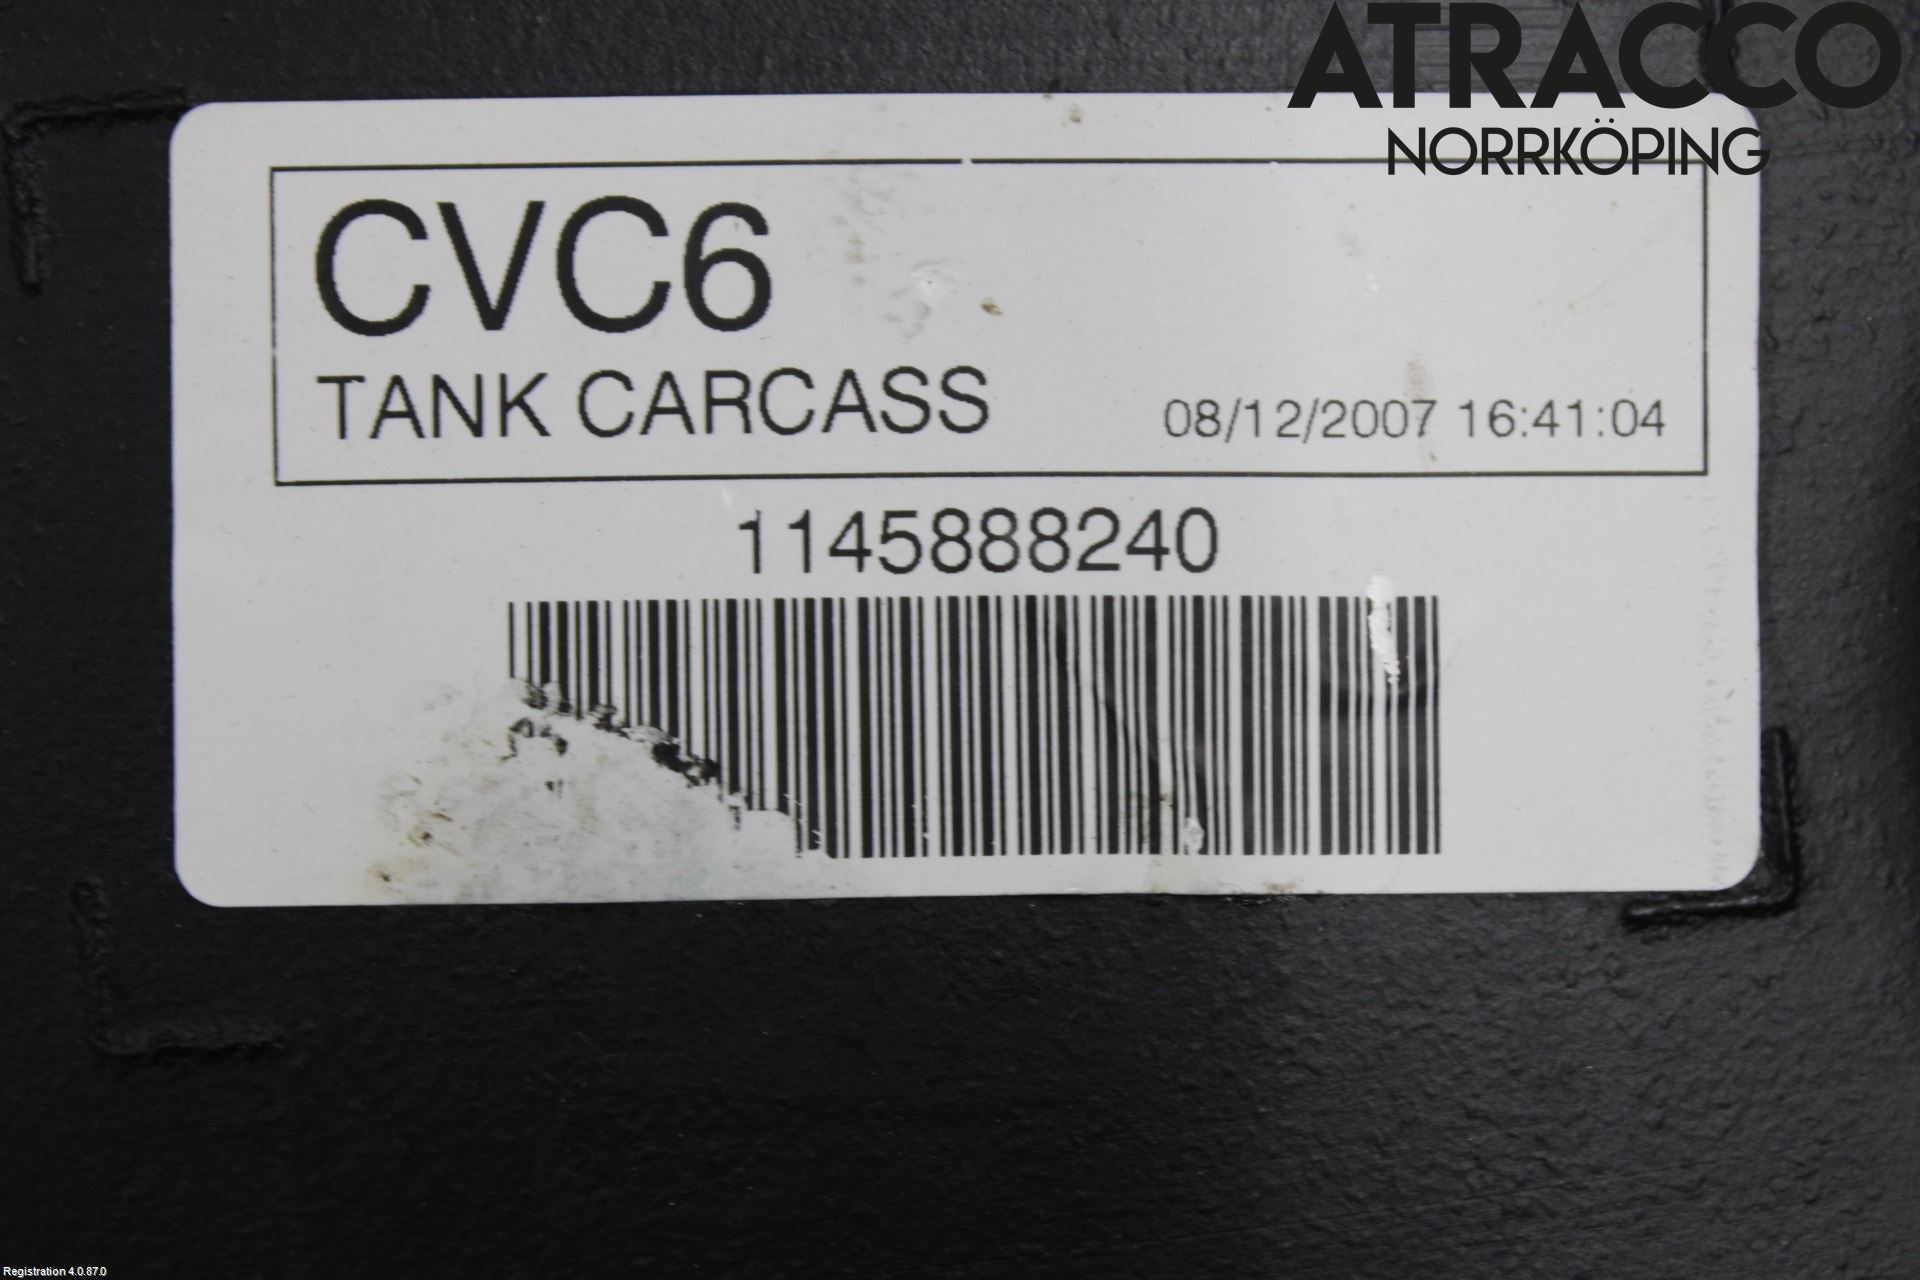 ATRACCO
NORRKÖPING
CVC6
TANK CARCASS
08/12/2007 16:41:04
1145888240
Registration 4.0.87.0